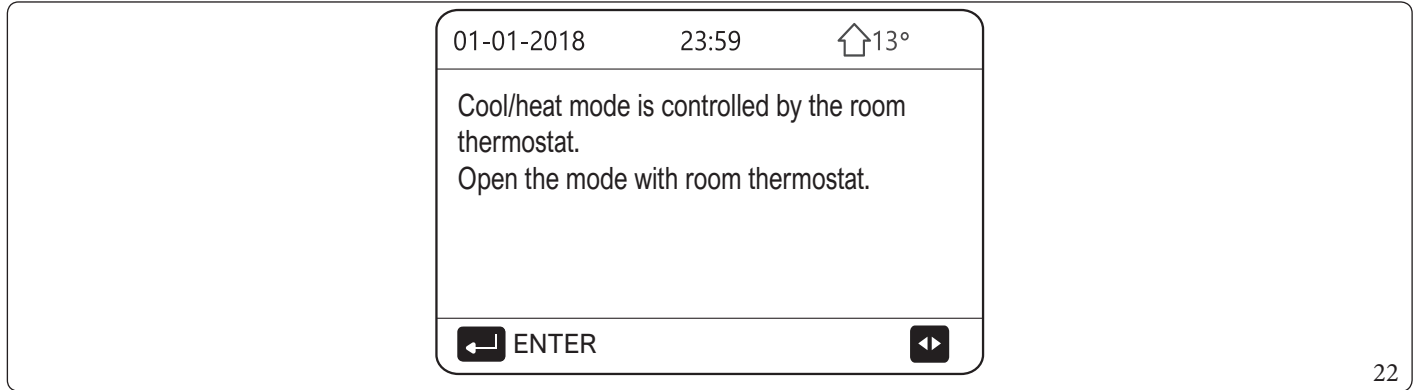 01-01-2018 23:59 13°
Cool/heat mode is controlled by the room
thermostat.
Open the mode with room thermostat.
ENTER
22